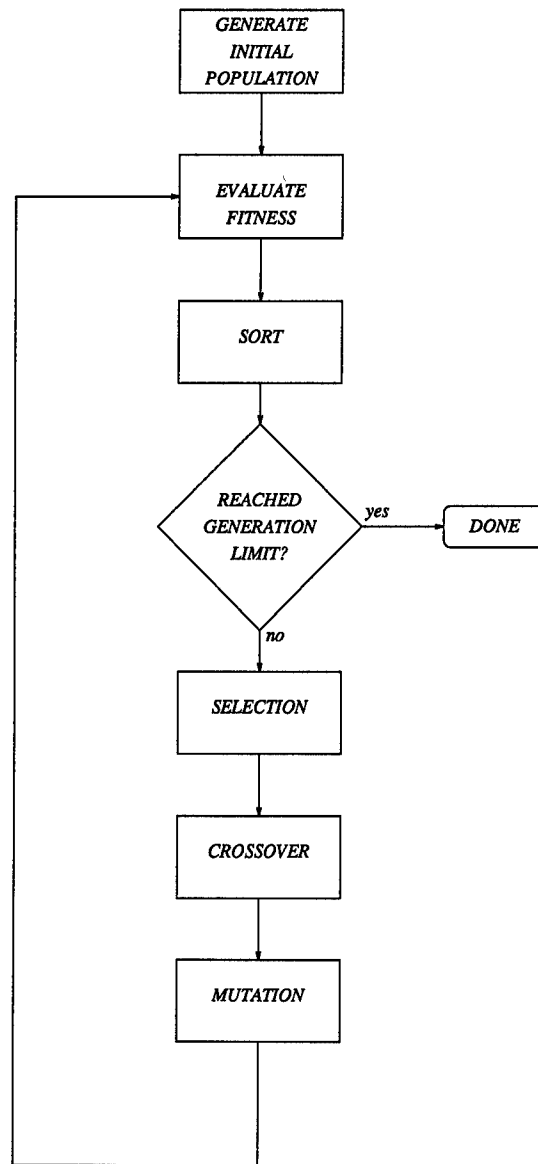 GENERATE
INITIAL
POPULATION
EVALUATE
FITNESS
SORT
REACHED
GENERATION
LIMIT?
yes
DONE
no
SELECTION
CROSSOVER
MUTATION